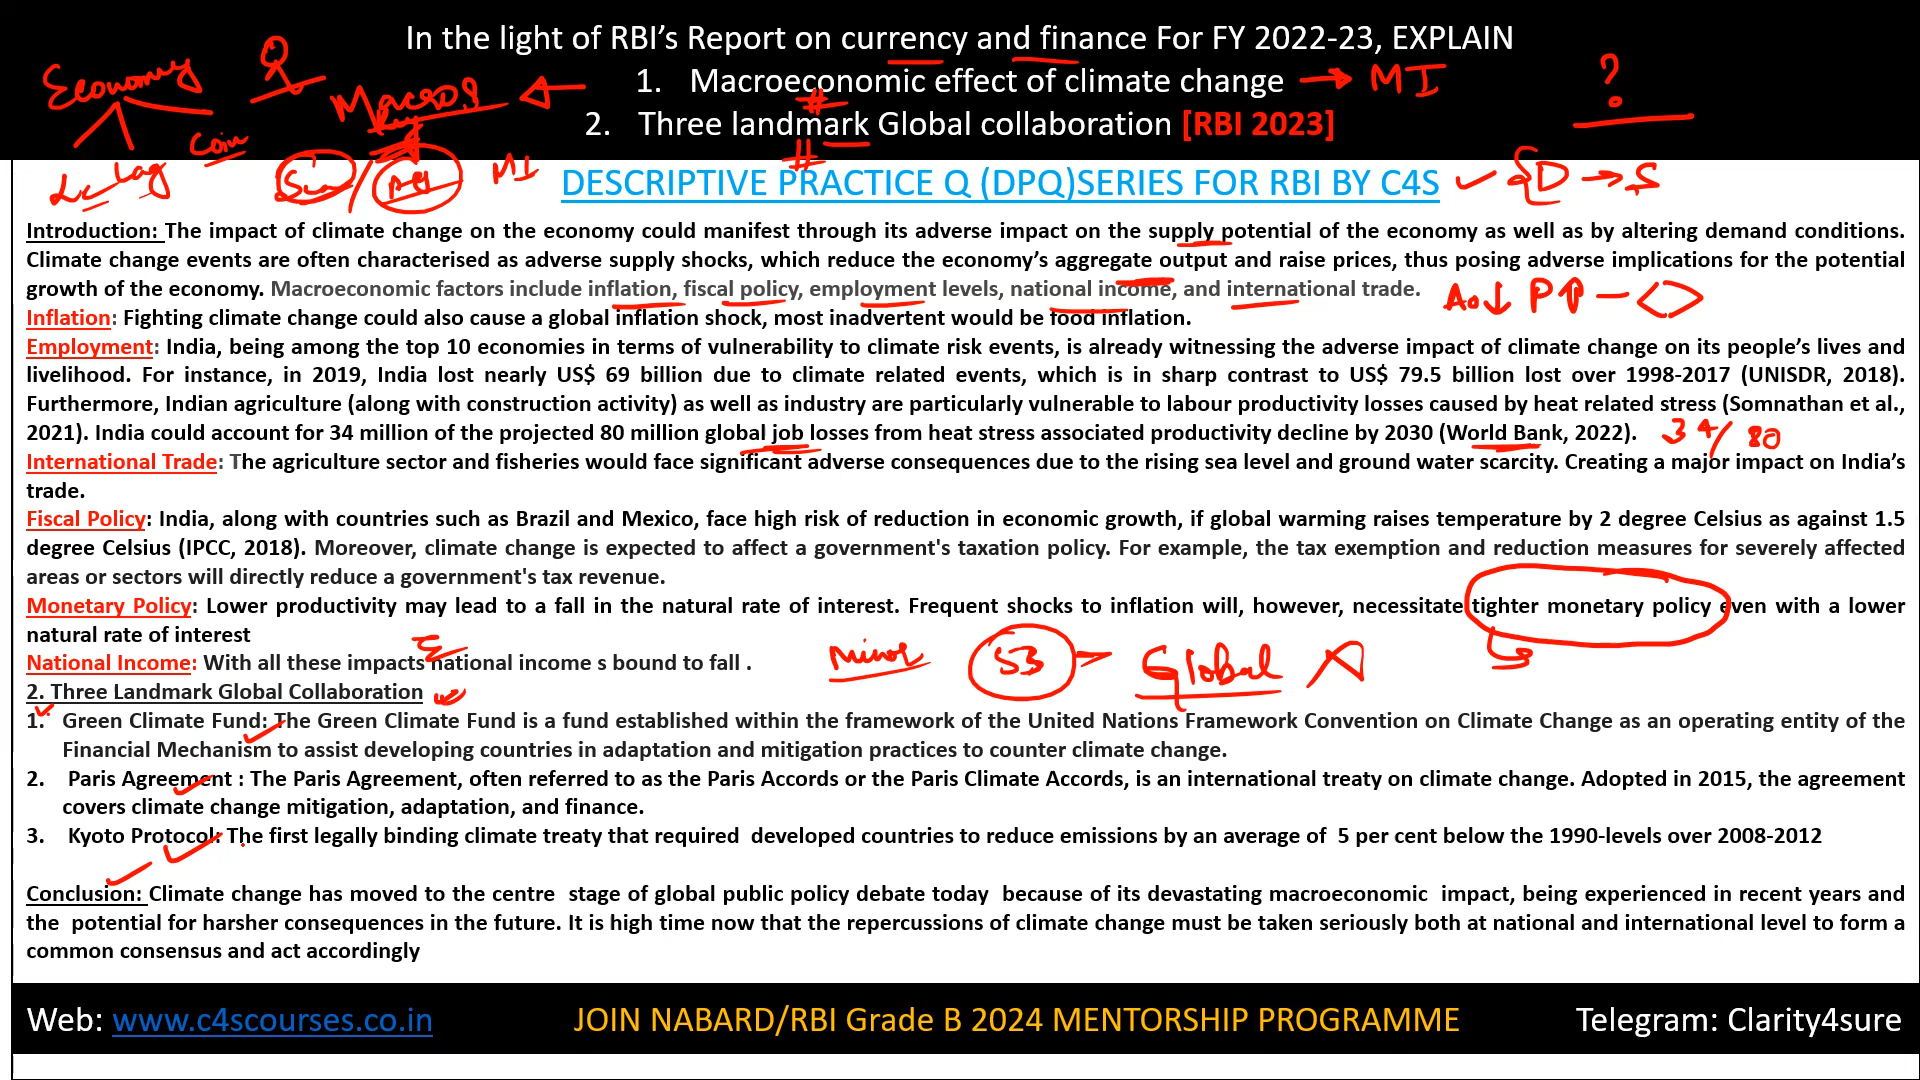 In the light of RBI's Report on currency and finance For FY 2022-23, EXPLAIN
1. Macroeconomic effect of climate change → MI
2. Three landmark Global collaboration [RBI 2023]
Economy
Q
Macros
?
Coin
Lag
MI
DESCRIPTIVE PRACTICE Q (DPQ)SERIES FOR RBI BY C4S
D → S
Introduction: The impact of climate change on the economy could manifest through its adverse impact on the supply potential of the economy as well as by altering demand conditions.
Climate change events are often characterised as adverse supply shocks, which reduce the economy's aggregate output and raise prices, thus posing adverse implications for the potential
growth of the economy. Macroeconomic factors include inflation, fiscal policy, employment levels, national income, and international trade.
Ao↓ P↑
Inflation: Fighting climate change could also cause a global inflation shock, most inadvertent would be food inflation.
Employment: India, being among the top 10 economies in terms of vulnerability to climate risk events, is already witnessing the adverse impact of climate change on its people's lives and
livelihood. For instance, in 2019, India lost nearly US$ 69 billion due to climate related events, which is in sharp contrast to US$ 79.5 billion lost over 1998-2017 (UNISDR, 2018).
Furthermore, Indian agriculture (along with construction activity) as well as industry are particularly vulnerable to labour productivity losses caused by heat related stress (Somnathan et al.,
2021). India could account for 34 million of the projected 80 million global job losses from heat stress associated productivity decline by 2030 (World Bank, 2022).
34/80
International Trade: The agriculture sector and fisheries would face significant adverse consequences due to the rising sea level and ground water scarcity. Creating a major impact on India's
trade.
Fiscal Policy: India, along with countries such as Brazil and Mexico, face high risk of reduction in economic growth, if global warming raises temperature by 2 degree Celsius as against 1.5
degree Celsius (IPCC, 2018). Moreover, climate change is expected to affect a government's taxation policy. For example, the tax exemption and reduction measures for severely affected
areas or sectors will directly reduce a government's tax revenue.
Monetary Policy: Lower productivity may lead to a fall in the natural rate of interest. Frequent shocks to inflation will, however, necessitate tighter monetary policy even with a lower
natural rate of interest
National Income: With all these impacts national income s bound to fall .
Minor
53
Global
2. Three Landmark Global Collaboration
1. Green Climate Fund: The Green Climate Fund is a fund established within the framework of the United Nations Framework Convention on Climate Change as an operating entity of the
Financial Mechanism to assist developing countries in adaptation and mitigation practices to counter climate change.
2. Paris Agreement : The Paris Agreement, often referred to as the Paris Accords or the Paris Climate Accords, is an international treaty on climate change. Adopted in 2015, the agreement
covers climate change mitigation, adaptation, and finance.
3. Kyoto Protocol: The first legally binding climate treaty that required developed countries to reduce emissions by an average of 5 per cent below the 1990-levels over 2008-2012
Conclusion: Climate change has moved to the centre stage of global public policy debate today because of its devastating macroeconomic impact, being experienced in recent years and
the potential for harsher consequences in the future. It is high time now that the repercussions of climate change must be taken seriously both at national and international level to form a
common consensus and act accordingly
Web: www.c4scourses.co.in
JOIN NABARD/RBI Grade B 2024 MENTORSHIP PROGRAMME
Telegram: Clarity4sure